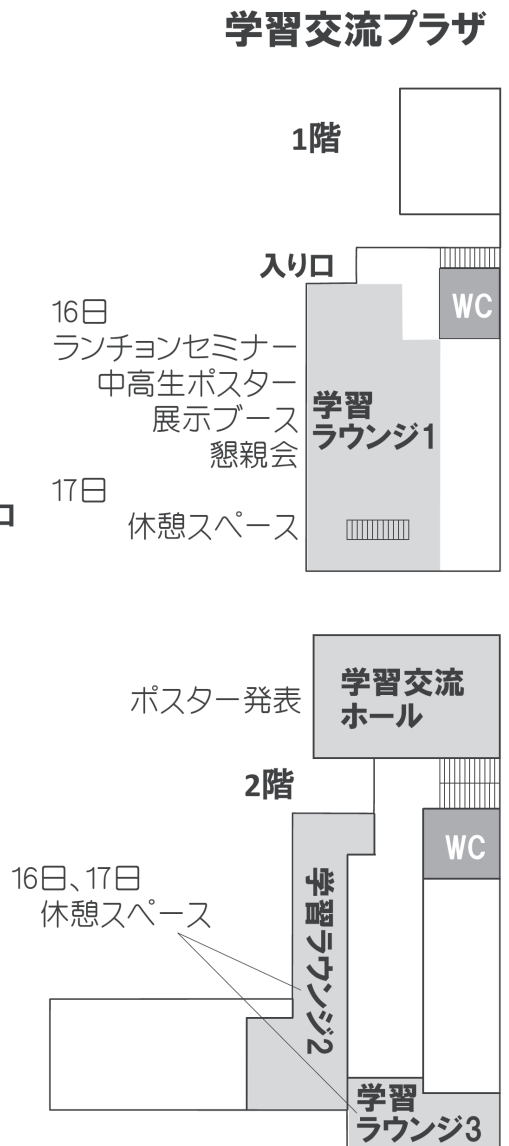 学習交流プラザ
1階
入り口
WC
16日
ランチョンセミナー
中高生ポスター
展示ブース
懇親会
17日
休憩スペース
学習
ラウンジ1
ロ
ポスター発表
学習交流
ホール
2階
WC
16日、17日
休憩スペース
学習ラウンジ2
学習
ラウンジ3